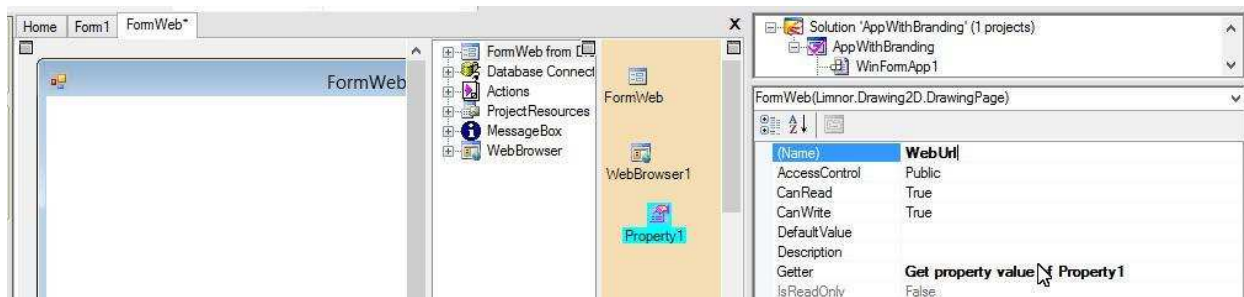 Home Form1 FormWeb* X
FormWeb
FormWeb from D
Database Connect
Actions
ProjectResources
MessageBox
WebBrowser
FormWeb
WebBrowser1
Property1
Solution 'AppWithBranding' (1 projects)
AppWithBranding
WinFormApp1
FormWeb(Limnor.Drawing2D.DrawingPage)
(Name) WebUrl
AccessControl Public
CanRead True
CanWrite True
DefaultValue
Description
Getter Get property value of Property1
IsReadOnly False